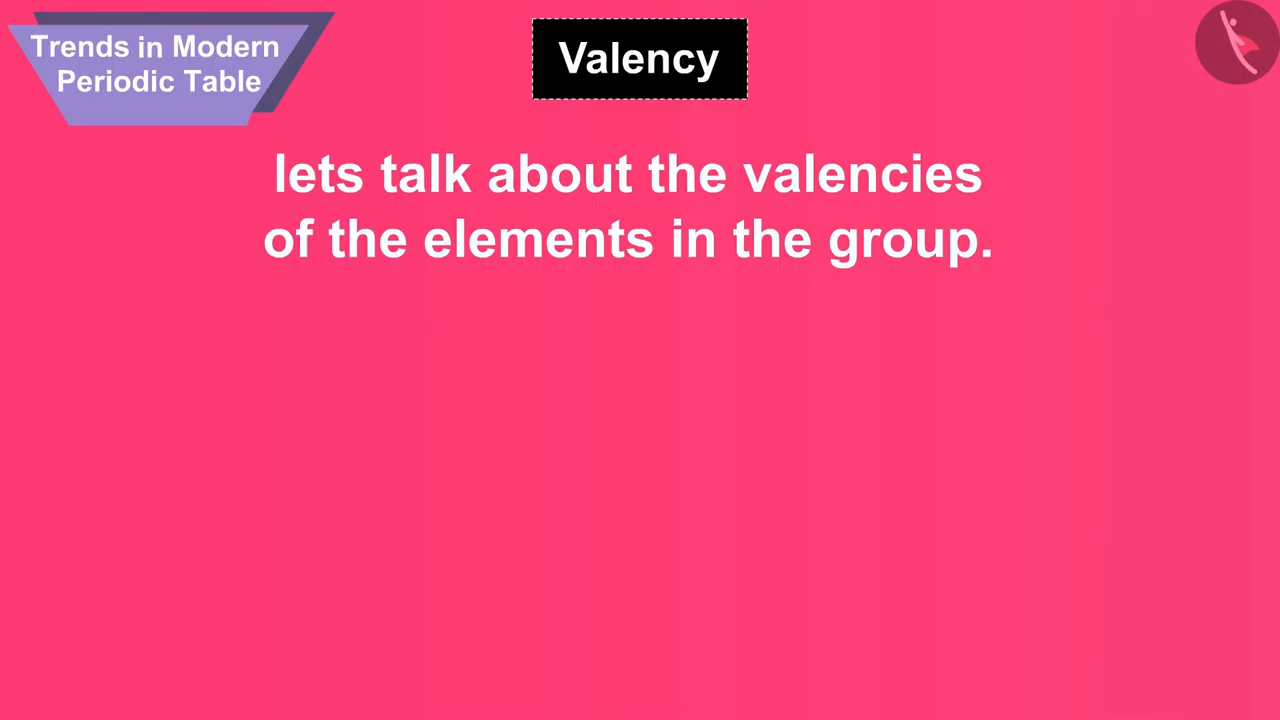 Trends in Modern
Periodic Table
Valency
lets talk about the valencies
of the elements in the group.